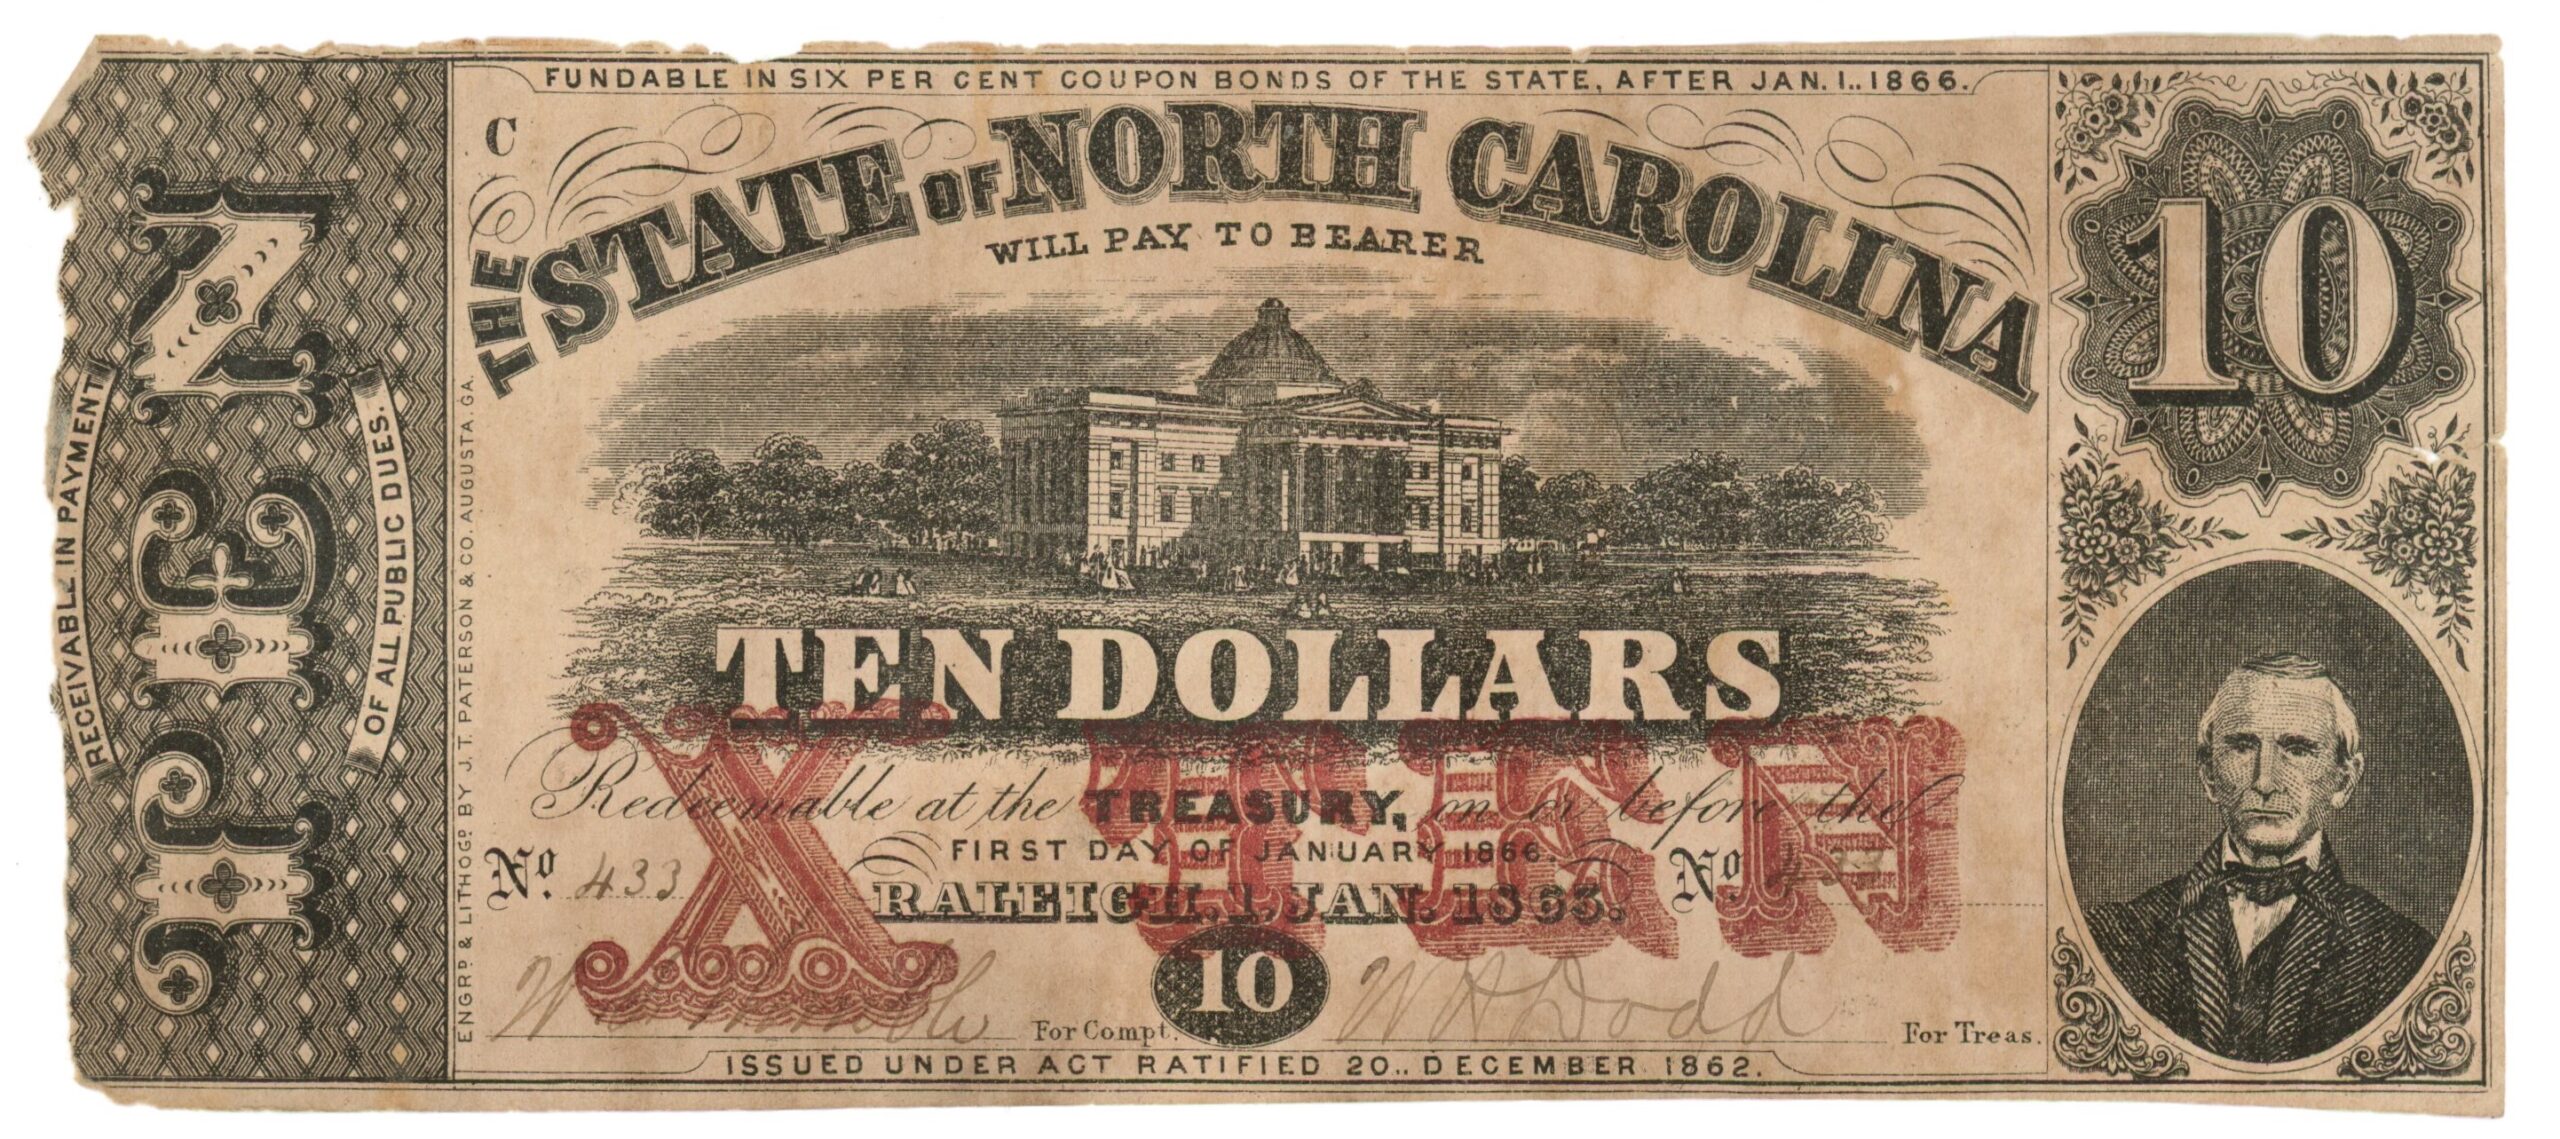 FUNDABLE IN SIX PER CENT COUPON BONDS OF THE STATE, AFTER JAN. 1.. 1866.
C
THE STATE OF NORTH CAROLINA
WILL PAY TO BEARER
10
TEN
RECEIVABLE IN PAYMENT
OF ALL PUBLIC DUES.
ENGRD. & LITHOGD BY J. T. PATERSON & CO. AUGUSTA. GA.
TEN DOLLARS
X TEN
Redeemable at the TREASURY, on or before the
FIRST DAY OF JANUARY 1866.
No. 433
No. 433
RALEIGH. 1. JAN. 1863.
10
For Compt.
W H Dodd
For Treas.
ISSUED UNDER ACT RATIFIED 20.. DECEMBER 1862.